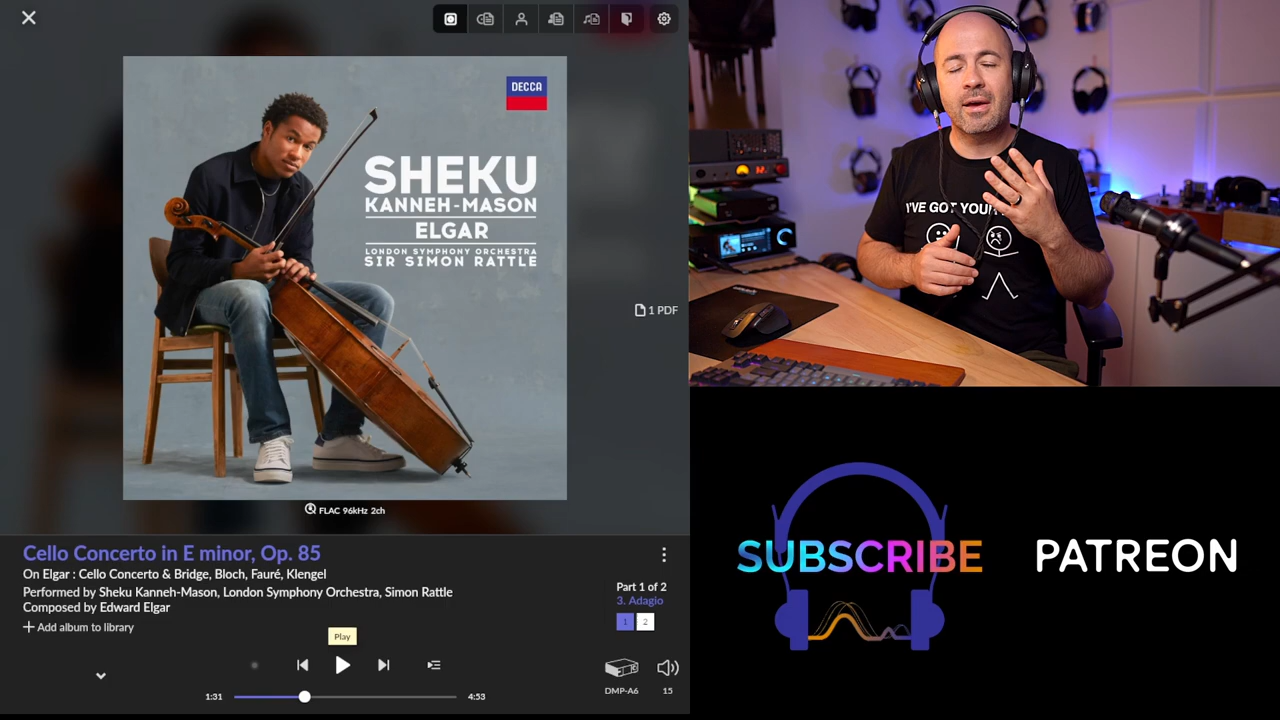 DECCA
SHEKU
KANNEH-MASON
ELGAR
LONDON SYMPHONY ORCHESTRA
SIR SIMON RATTLE
1 PDF
FLAC 96kHz 2ch
Cello Concerto in E minor, Op. 85
On Elgar : Cello Concerto & Bridge, Bloch, Fauré, Klengel
Performed by Sheku Kanneh-Mason, London Symphony Orchestra, Simon Rattle
Composed by Edward Elgar
Add album to library
Part 1 of 2
3. Adagio
1 2
Play
1:31
4:53
DMP-A6
15
I'VE GOT YOUR
SUBSCRIBE
PATREON